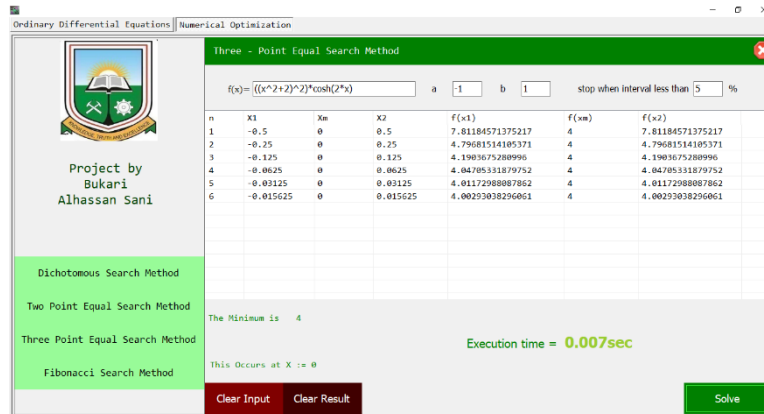 Ordinary Differential Equations Numerical Optimization
Three - Point Equal Search Method
f(x)= ((x^2+2)^2)*cosh(2*x) a -1 b 1 stop when interval less than 5 %
n X1 Xm X2 f(x1) f(xm) f(x2)
1 -0.5 0 0.5 7.81184571375217 4 7.81184571375217
2 -0.25 0 0.25 4.79681514105371 4 4.79681514105371
3 -0.125 0 0.125 4.1903675280996 4 4.1903675280996
4 -0.0625 0 0.0625 4.04705331879752 4 4.04705331879752
5 -0.03125 0 0.03125 4.01172988087862 4 4.01172988087862
6 -0.015625 0 0.015625 4.00293038296061 4 4.00293038296061
KNOWLEDGE, TRUTH AND EXCELLENCE
Project by
Bukari
Alhassan Sani
Dichotomous Search Method
Two Point Equal Search Method
Three Point Equal Search Method
Fibonacci Search Method
The Minimum is 4
Execution time = 0.007sec
This Occurs at X := 0
Clear Input Clear Result Solve